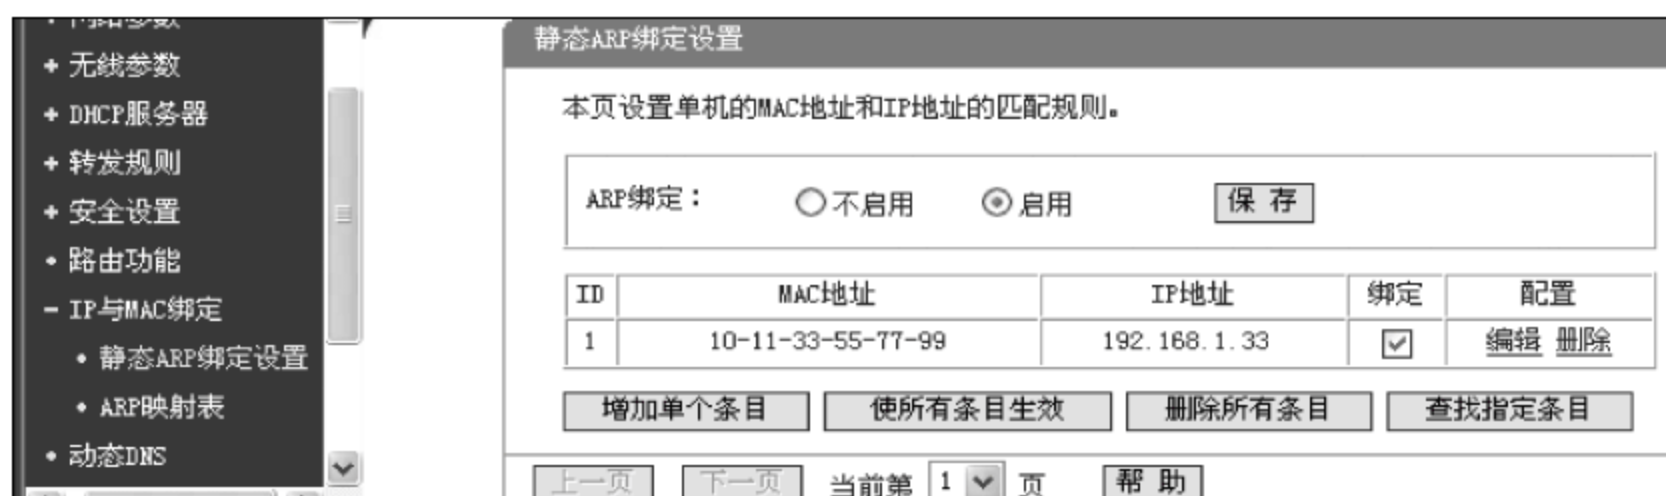 无线参数
DHCP服务器
转发规则
安全设置
路由功能
IP与MAC绑定
静态ARP绑定设置
ARP映射表
动态DNS
静态ARP绑定设置
本页设置单机的MAC地址和IP地址的匹配规则。
ARP绑定： 不启用 启用 保 存
ID MAC地址 IP地址 绑定 配置
1 10-11-33-55-77-99 192.168.1.33 编辑 删除
增加单个条目 使所有条目生效 删除所有条目 查找指定条目
上一页 下一页 当前第 1 页 帮 助